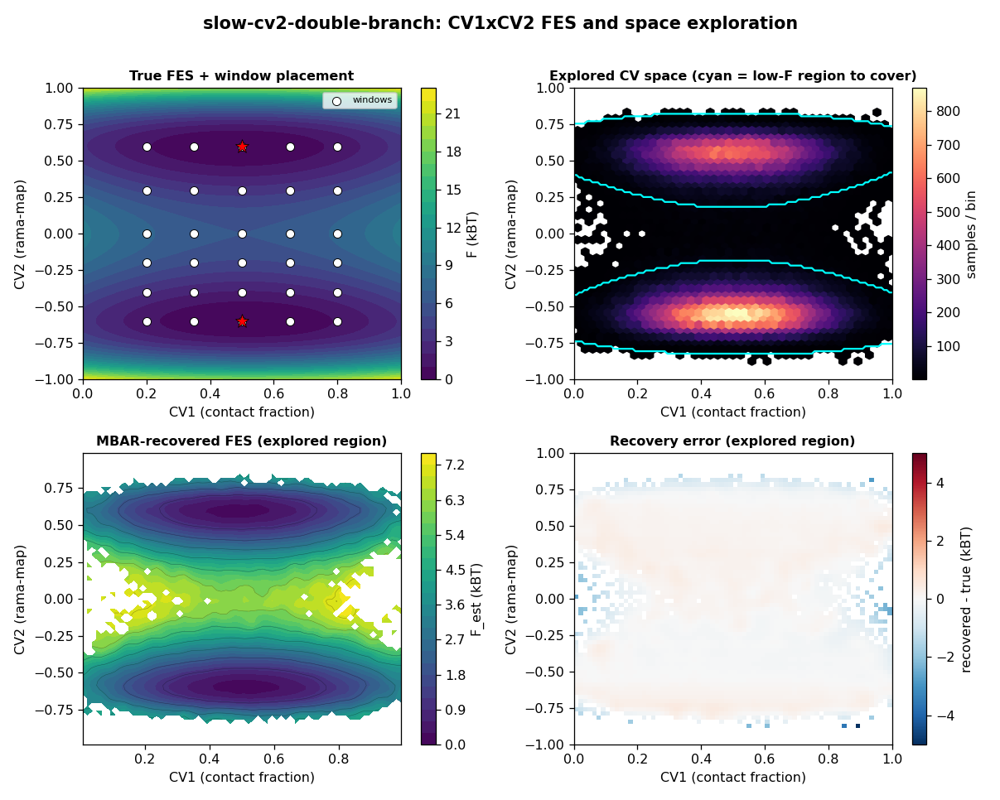 slow-cv2-double-branch: CV1xCV2 FES and space exploration
True FES + window placement
1.00
0.75
0.50
0.25
0.00
−0.25
−0.50
−0.75
−1.00
0.0 0.2 0.4 0.6 0.8 1.0
CV1 (contact fraction)
CV2 (rama-map)
windows
21
18
15
12
9
6
3
0
F (kBT)
Explored CV space (cyan = low-F region to cover)
1.00
0.75
0.50
0.25
0.00
−0.25
−0.50
−0.75
−1.00
0.0 0.2 0.4 0.6 0.8 1.0
CV1 (contact fraction)
CV2 (rama-map)
800
700
600
500
400
300
200
100
samples / bin
MBAR-recovered FES (explored region)
0.75
0.50
0.25
0.00
−0.25
−0.50
−0.75
0.2 0.4 0.6 0.8
CV1 (contact fraction)
CV2 (rama-map)
7.2
6.3
5.4
4.5
3.6
2.7
1.8
0.9
0.0
F_est (kBT)
Recovery error (explored region)
1.00
0.75
0.50
0.25
0.00
−0.25
−0.50
−0.75
−1.00
0.0 0.2 0.4 0.6 0.8 1.0
CV1 (contact fraction)
CV2 (rama-map)
4
2
0
−2
−4
recovered - true (kBT)